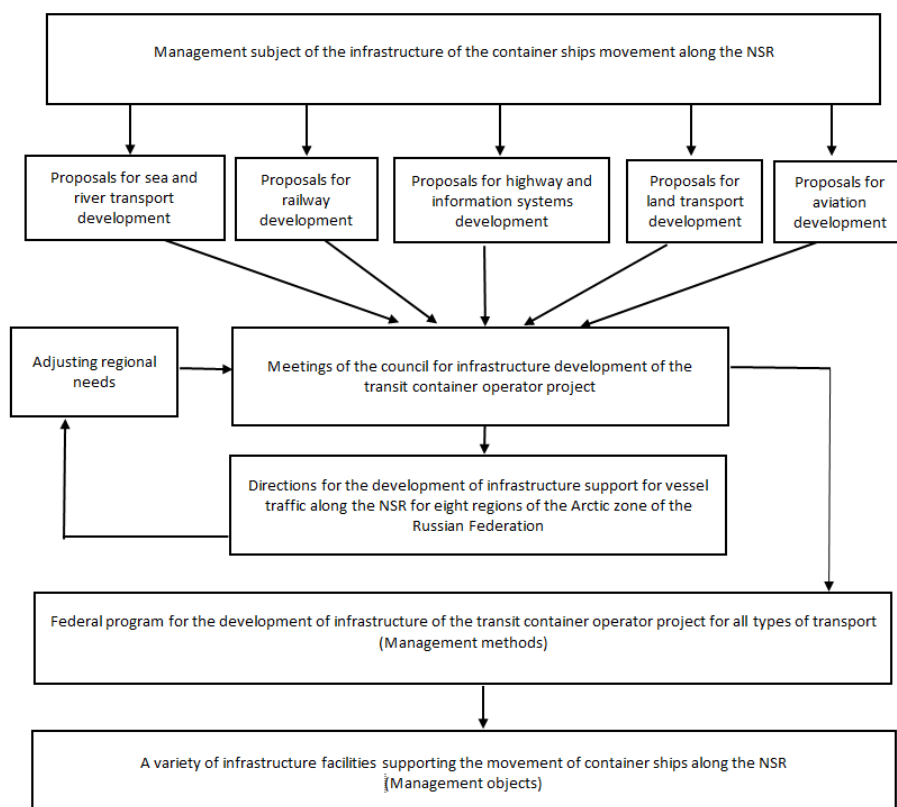 Management subject of the infrastructure of the container ships movement along the NSR
Proposals for sea and
river transport
development
Proposals for
railway
development
Proposals for highway and
information systems
development
Proposals for
land transport
development
Proposals for
aviation
development
Adjusting regional
needs
Meetings of the council for infrastructure development of the
transit container operator project
Directions for the development of infrastructure support for vessel
traffic along the NSR for eight regions of the Arctic zone of the
Russian Federation
Federal program for the development of infrastructure of the transit container operator project for all types of transport
(Management methods)
A variety of infrastructure facilities supporting the movement of container ships along the NSR
(Management objects)